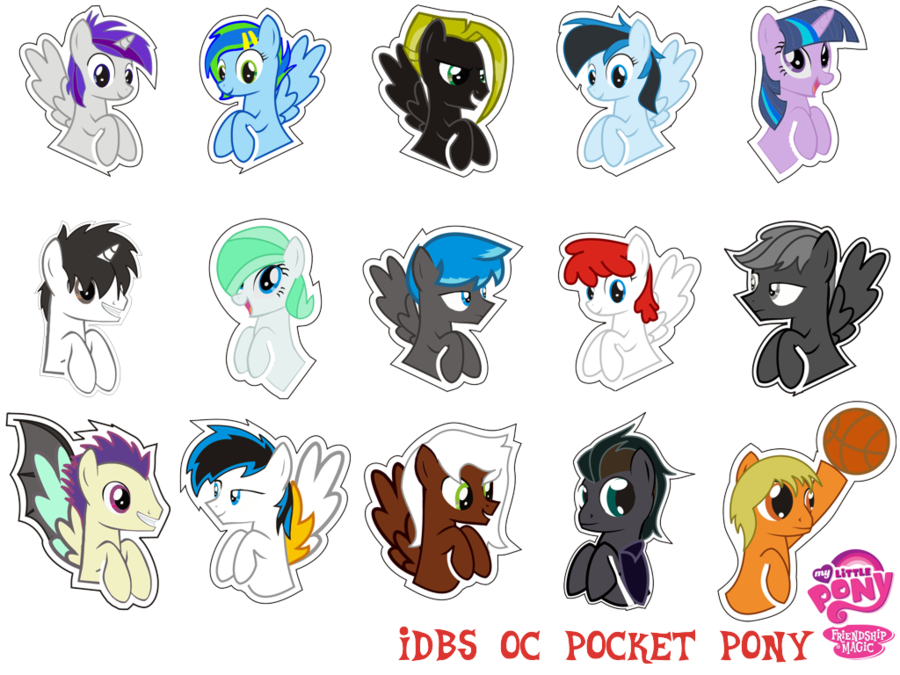 iDBS OC POCKET PONY
my LiTTLE
PONY
FRIENDSHIP
is
MAGIC